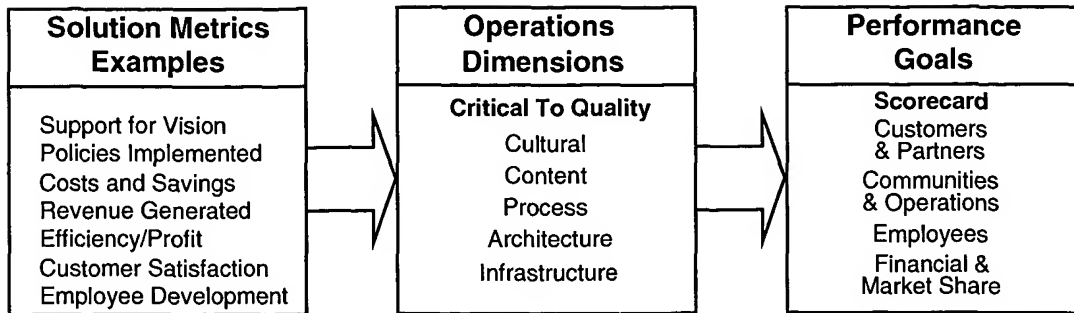 Solution Metrics
Examples
Support for Vision
Policies Implemented
Costs and Savings
Revenue Generated
Efficiency/Profit
Customer Satisfaction
Employee Development
Operations
Dimensions
Critical To Quality
Cultural
Content
Process
Architecture
Infrastructure
Performance
Goals
Scorecard
Customers
& Partners
Communities
& Operations
Employees
Financial &
Market Share